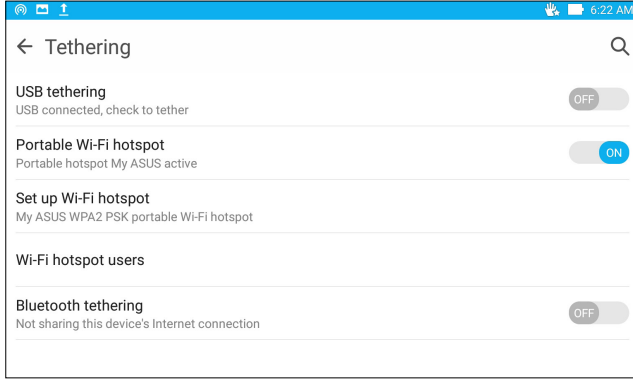 6:22 AM
Tethering
USB tethering
OFF
USB connected, check to tether
Portable Wi-Fi hotspot
ON
Portable hotspot My ASUS active
Set up Wi-Fi hotspot
My ASUS WPA2 PSK portable Wi-Fi hotspot
Wi-Fi hotspot users
Bluetooth tethering
OFF
Not sharing this device's Internet connection